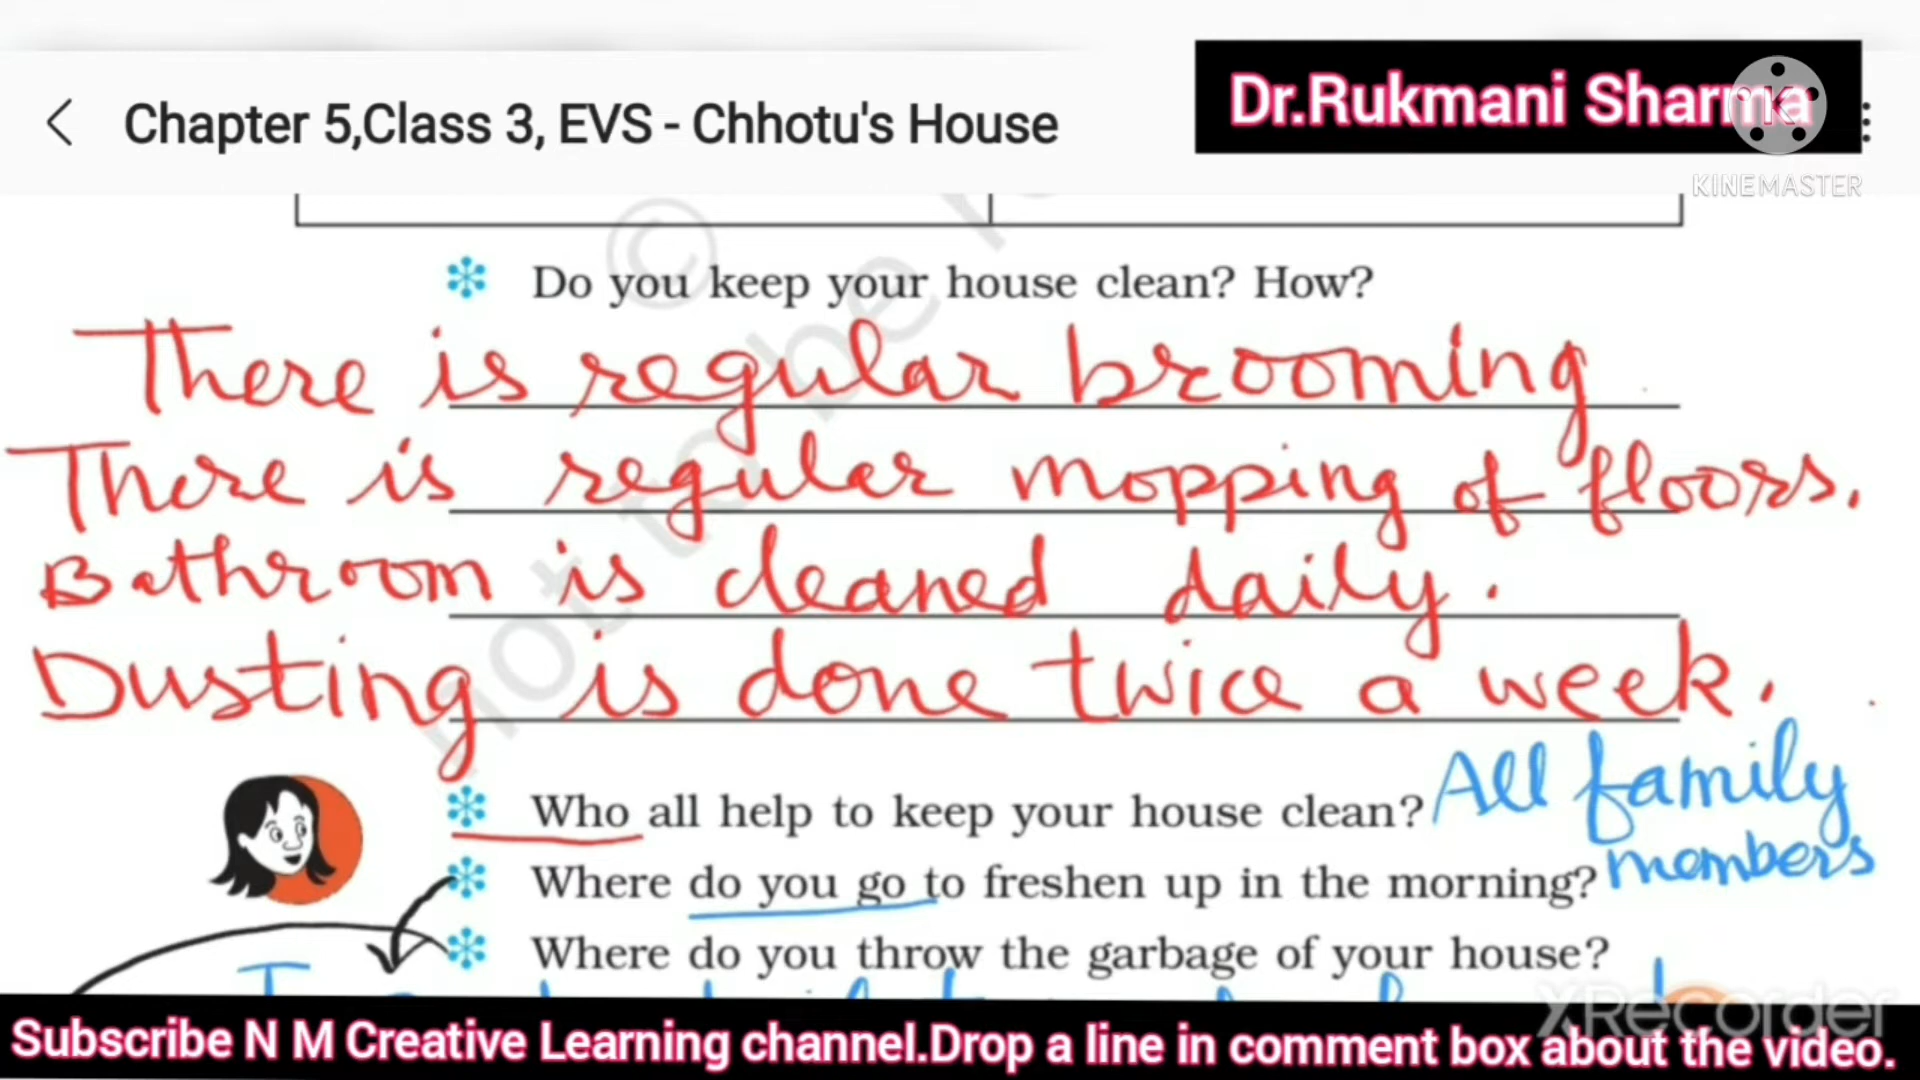 Dr.Rukmani Sharma
Chapter 5,Class 3, EVS - Chhotu's House
KINEMASTER
© not to be
Do you keep your house clean? How?
There is regular brooming
There is regular mopping of floors.
Bathroom is cleaned daily.
Dusting is done twice a week.
Who all help to keep your house clean? All family members
Where do you go to freshen up in the morning?
Where do you throw the garbage of your house?
XRecorder
Subscribe N M Creative Learning channel.Drop a line in comment box about the video.